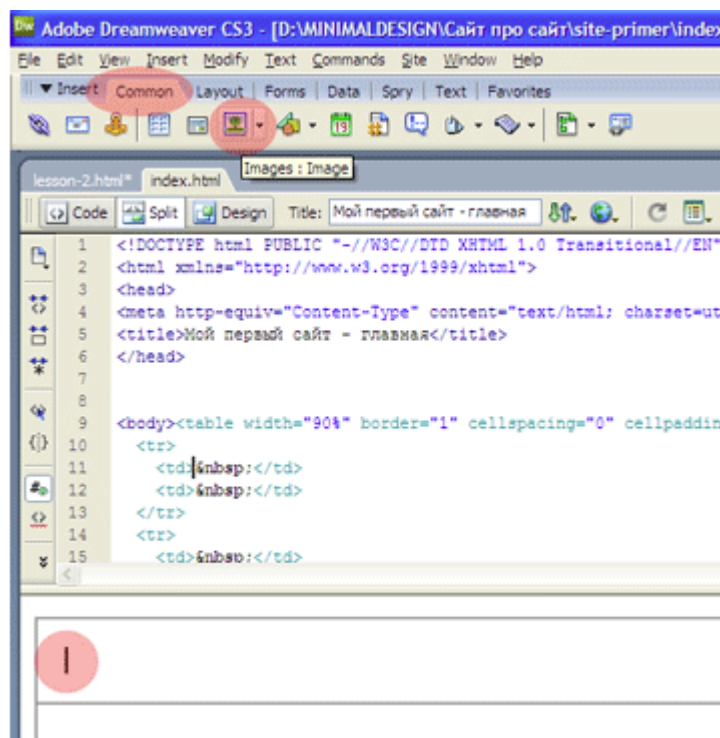 Adobe Dreamweaver CS3 - [D:\MINIMALDESIGN\Сайт про сайт\site-primer\index
File Edit View Insert Modify Text Commands Site Window Help
Insert Common Layout Forms Data Spry Text Favorites
Images : Image
lesson-2.html* index.html
Code Split Design Title: Мой первый сайт - главная
1 <!DOCTYPE html PUBLIC "-//W3C//DTD XHTML 1.0 Transitional//EN"
2 <html xmlns="http://www.w3.org/1999/xhtml">
3 <head>
4 <meta http-equiv="Content-Type" content="text/html; charset=ut
5 <title>Мой первый сайт - главная</title>
6 </head>
7
8
9 <body><table width="90%" border="1" cellspacing="0" cellpaddin
10 <tr>
11 <td>&nbsp;</td>
12 <td>&nbsp;</td>
13 </tr>
14 <tr>
15 <td>&nbsp;</td>